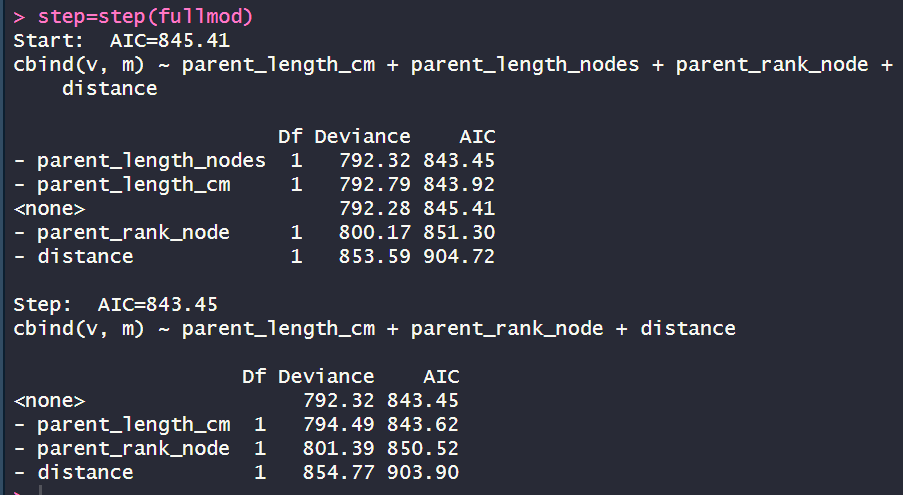 > step=step(fullmod)
Start:  AIC=845.41
cbind(v, m) ~ parent_length_cm + parent_length_nodes + parent_rank_node +
    distance

                      Df Deviance    AIC
- parent_length_nodes  1   792.32 843.45
- parent_length_cm     1   792.79 843.92
<none>                     792.28 845.41
- parent_rank_node     1   800.17 851.30
- distance             1   853.59 904.72

Step:  AIC=843.45
cbind(v, m) ~ parent_length_cm + parent_rank_node + distance

                   Df Deviance    AIC
<none>                  792.32 843.45
- parent_length_cm  1   794.49 843.62
- parent_rank_node  1   801.39 850.52
- distance          1   854.77 903.90
>